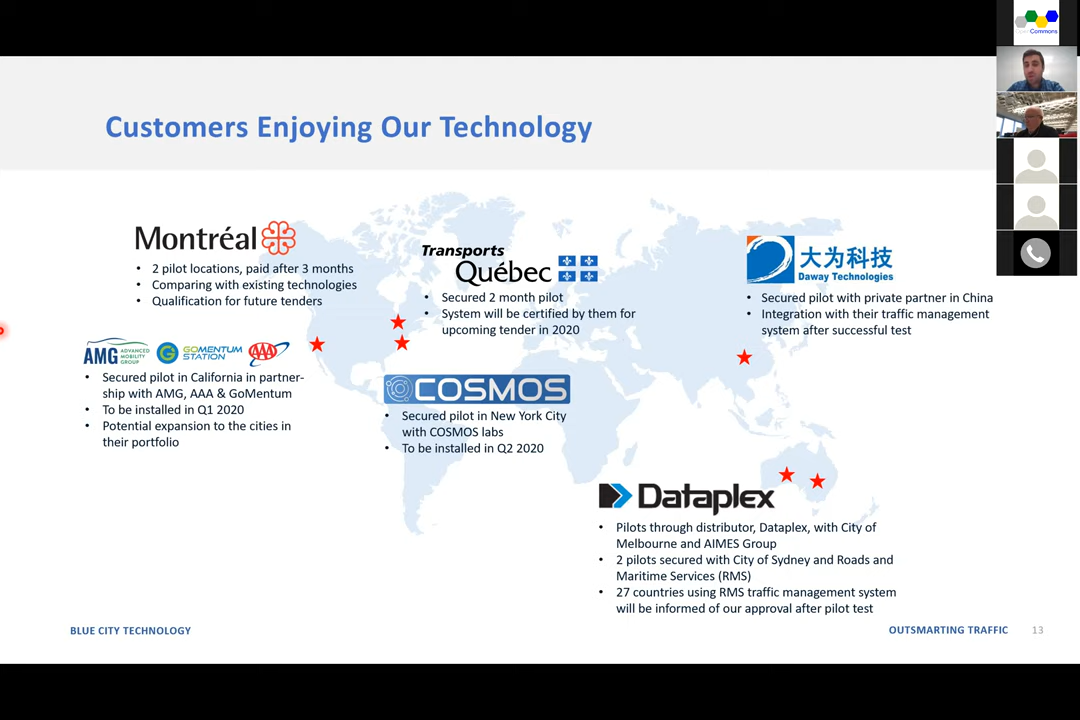 Customers Enjoying Our Technology
Montréal
• 2 pilot locations, paid after 3 months
• Comparing with existing technologies
• Qualification for future tenders
AMG ADVANCED MOBILITY GROUP
GOMENTUM STATION
AAA
• Secured pilot in California in partner-
ship with AMG, AAA & GoMentum
• To be installed in Q1 2020
• Potential expansion to the cities in
their portfolio
Transports
Québec
• Secured 2 month pilot
• System will be certified by them for
upcoming tender in 2020
COSMOS
• Secured pilot in New York City
with COSMOS labs
• To be installed in Q2 2020
大为科技
Daway Technologies
• Secured pilot with private partner in China
• Integration with their traffic management
system after successful test
Dataplex
• Pilots through distributor, Dataplex, with City of
Melbourne and AIMES Group
• 2 pilots secured with City of Sydney and Roads and
Maritime Services (RMS)
• 27 countries using RMS traffic management system
will be informed of our approval after pilot test
BLUE CITY TECHNOLOGY
OUTSMARTING TRAFFIC 13
Commons